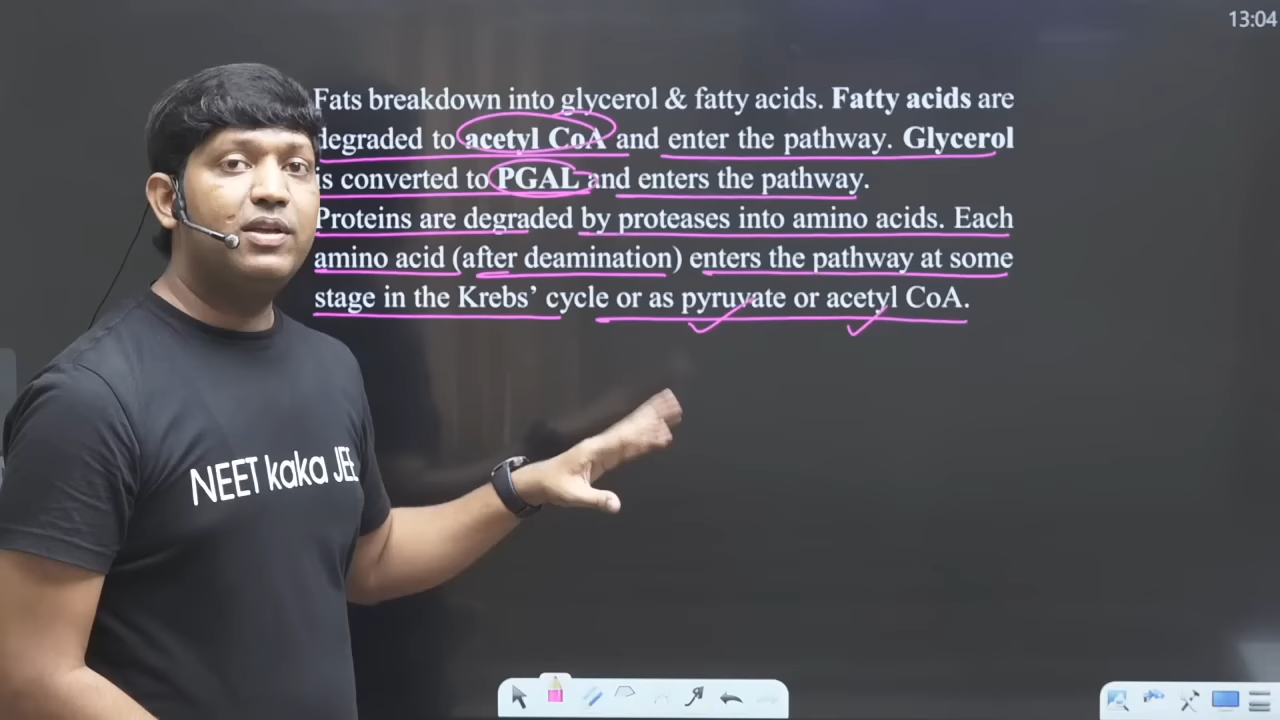 13:04
Fats breakdown into glycerol & fatty acids. Fatty acids are
degraded to acetyl CoA and enter the pathway. Glycerol
is converted to PGAL and enters the pathway.
Proteins are degraded by proteases into amino acids. Each
amino acid (after deamination) enters the pathway at some
stage in the Krebs’ cycle or as pyruvate or acetyl CoA.
NEET kaka JEE